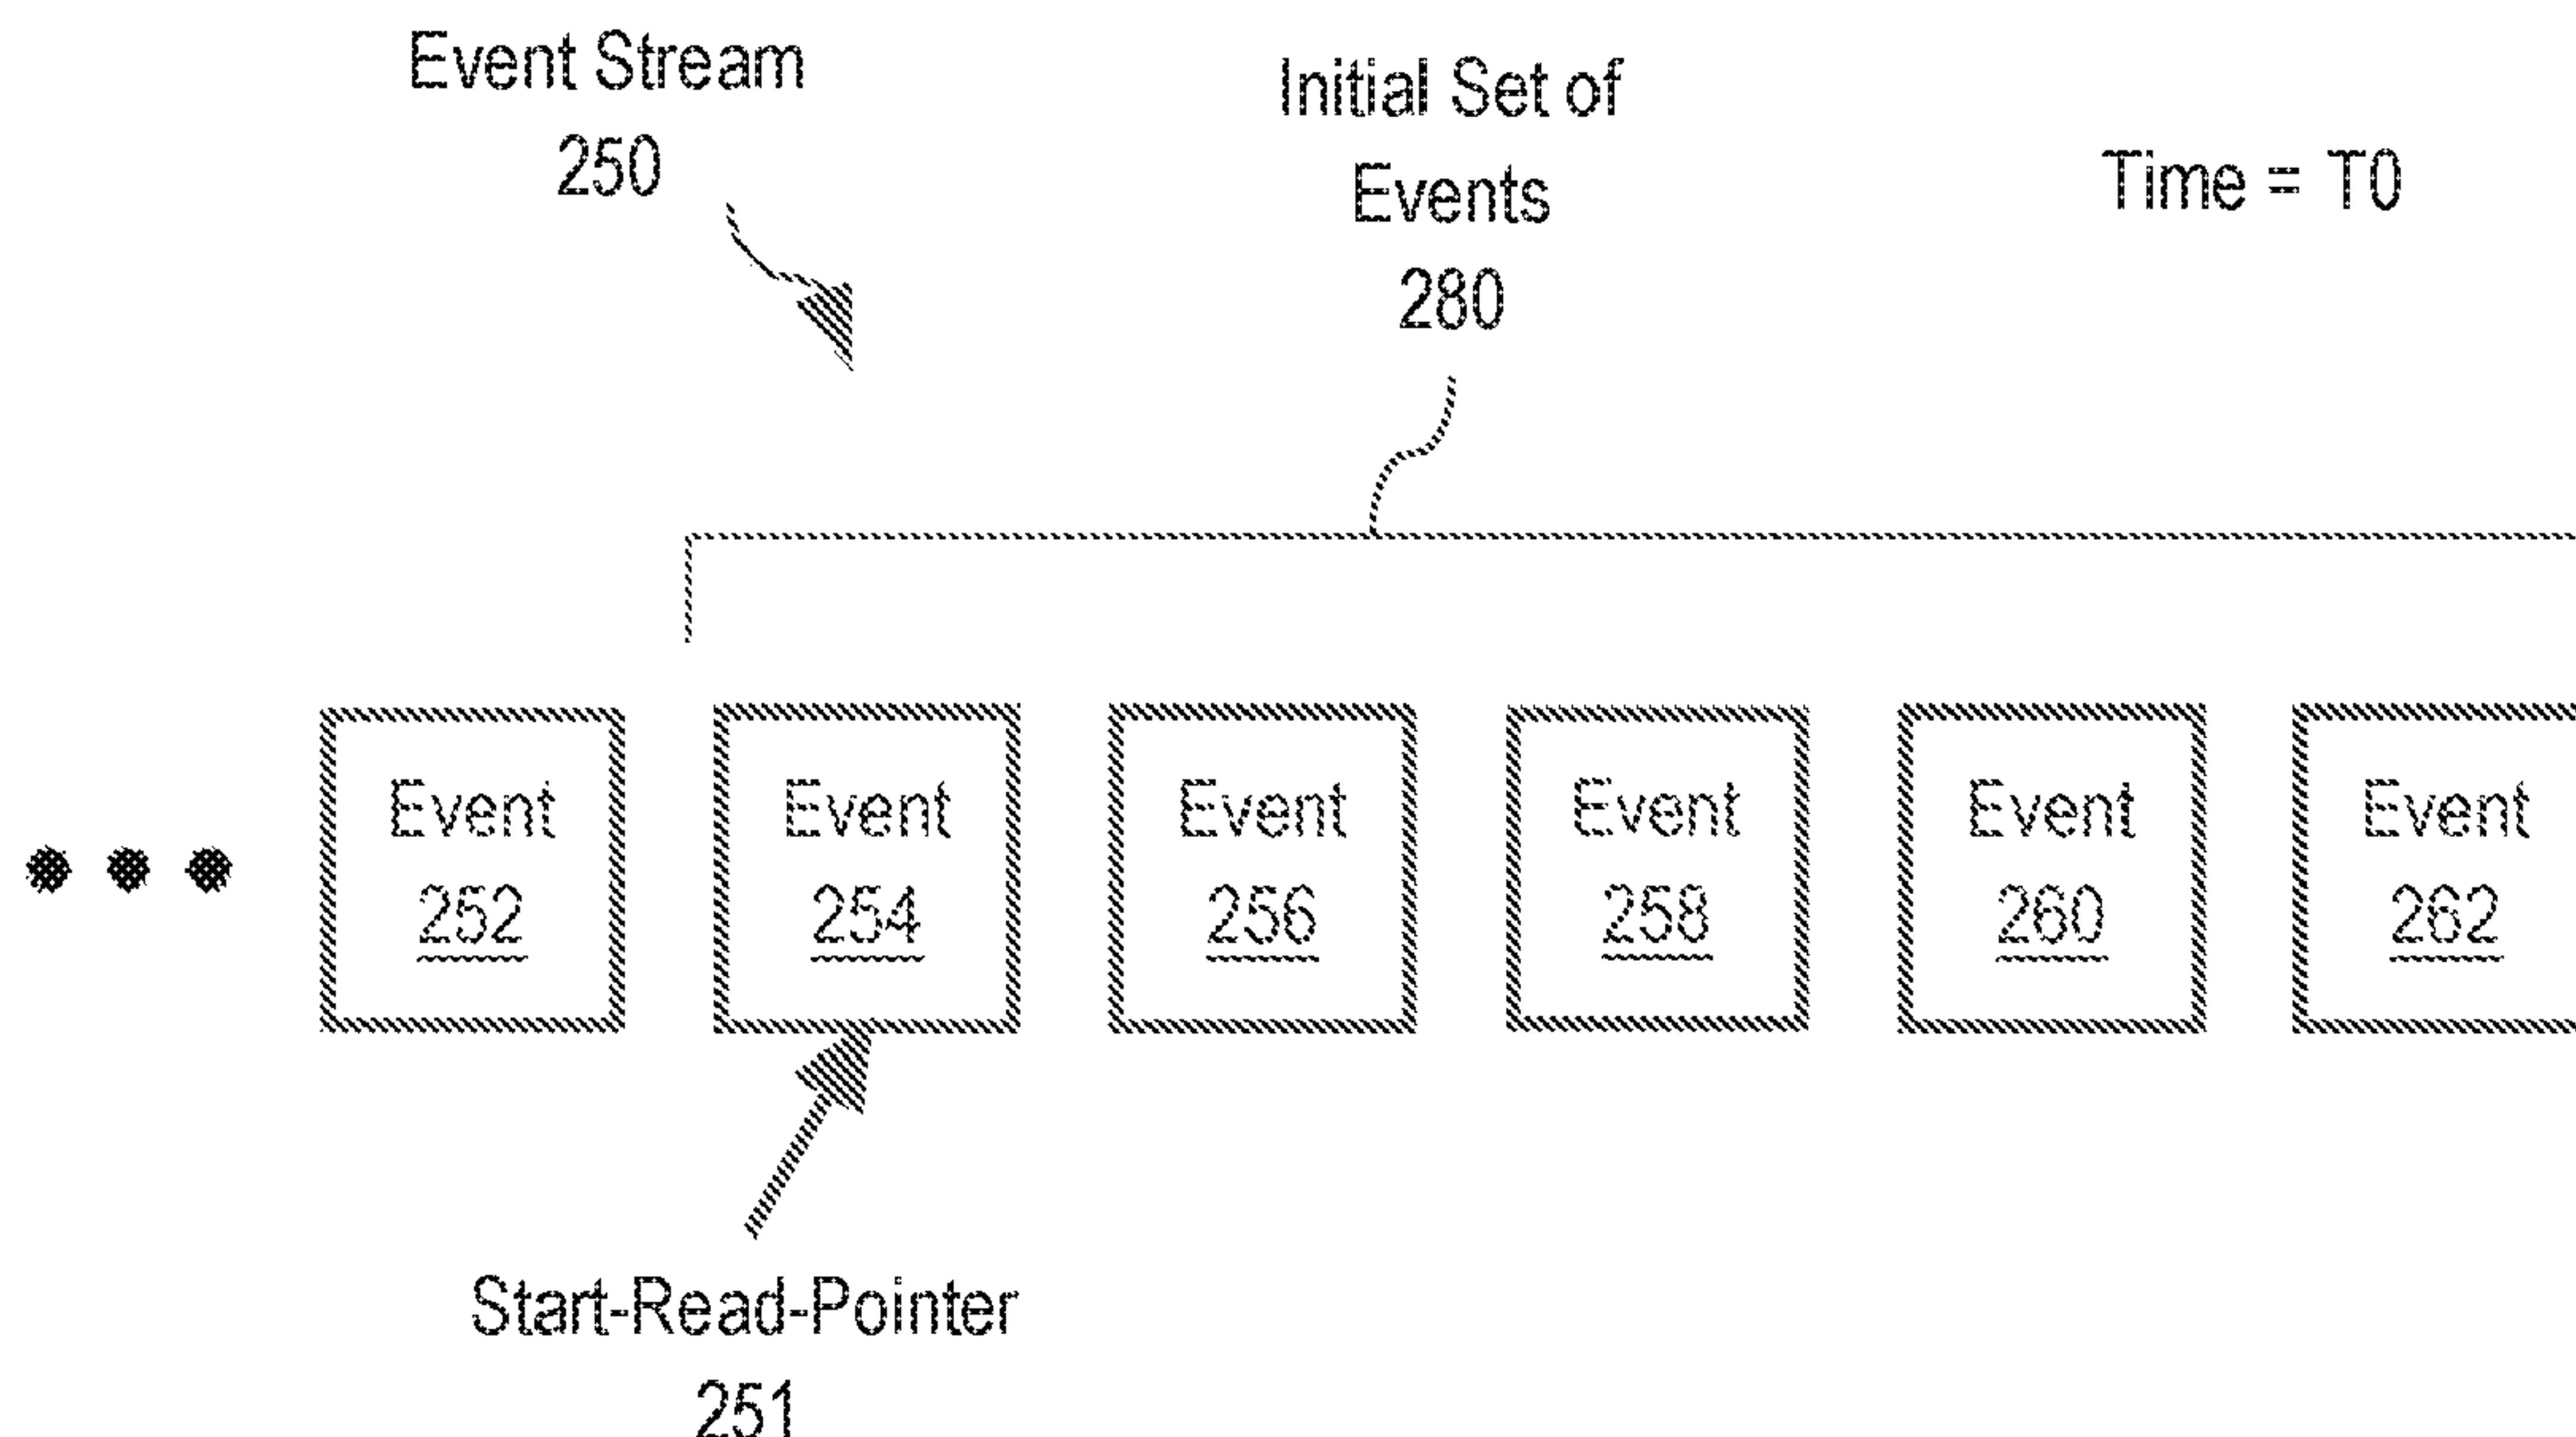 Event Stream
250
Initial Set of
Events
280
Time = T0
Event
252
Event
254
Event
256
Event
258
Event
260
Event
262
Start-Read-Pointer
251